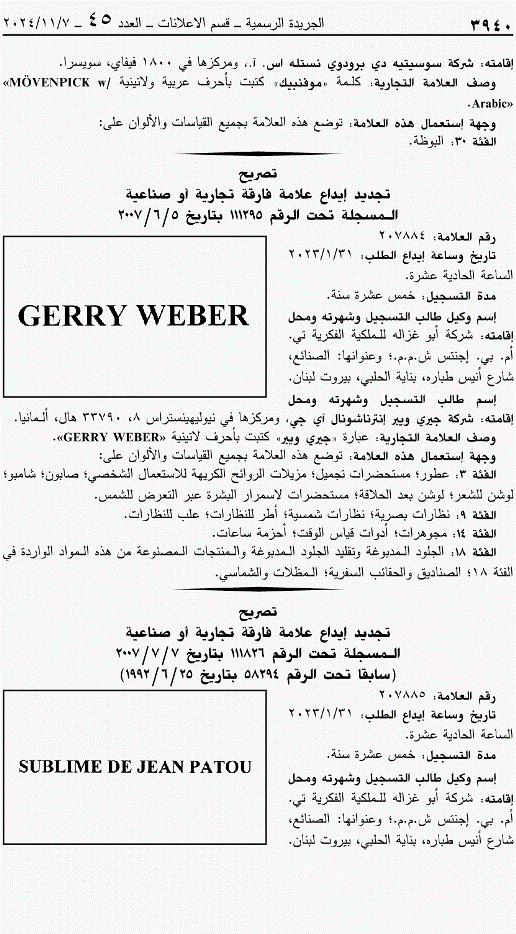 ٣٩٤٠ الجريدة الرسمية ـ قسم الاعلانات ـ العدد ٤٥ ـ ٢٠٢٤/١١/٧
إقامته: شركة سوسيتيه دي برودوي نستله اس. آ.، ومركزها في ١٨٠٠ فيفاي، سويسرا.
وصف العلامة التجارية: كلمة «موفنبيك» كتبت بأحرف عربية ولاتينية «MÖVENPICK w/
Arabic».
وجهة إستعمال هذه العلامة: توضع هذه العلامة بجميع القياسات والألوان على:
الفئة ٣٠: البوظة.
تصريح
تجديد إيداع علامة فارقة تجارية أو صناعية
المسجلة تحت الرقم ١١١٢٩٥ بتاريخ ٢٠٠٧/٦/٥
رقم العلامة: ٢٠٧٨٨٤
تاريخ وساعة إيداع الطلب: ٢٠٢٣/١/٣١
الساعة الحادية عشرة.
مدة التسجيل: خمس عشرة سنة.
إسم وكيل طالب التسجيل وشهرته ومحل
إقامته: شركة أبو غزاله للملكية الفكرية تي.
أم. بي. إجنتس ش.م.م.؛ وعنوانها: الصنائع،
شارع أنيس طباره، بناية الحلبي، بيروت لبنان.
GERRY WEBER
إسم طالب التسجيل وشهرته ومحل
إقامته: شركة جيري ويبر إنترناشونال آي جي، ومركزها في نيوليهينستراس ٨، ٣٣٧٩٠ هال، ألمانيا.
وصف العلامة التجارية: عبارة «جيري ويبر» كتبت بأحرف لاتينية «GERRY WEBER».
وجهة إستعمال هذه العلامة: توضع هذه العلامة بجميع القياسات والألوان على:
الفئة ٣: عطور؛ مستحضرات تجميل؛ مزيلات الروائح الكريهة للاستعمال الشخصي؛ صابون؛ شامبو؛
لوشن للشعر؛ لوشن بعد الحلاقة؛ مستحضرات لاسمرار البشرة عبر التعرض للشمس.
الفئة ٩: نظارات بصرية؛ نظارات شمسية؛ أطر للنظارات؛ علب للنظارات.
الفئة ١٤: مجوهرات؛ أدوات قياس الوقت؛ أحزمة ساعات.
الفئة ١٨: الجلود المدبوغة وتقليد الجلود المدبوغة والمنتجات المصنوعة من هذه المواد الواردة في
الفئة ١٨؛ الصناديق والحقائب السفرية؛ المظلات والشماسي.
تصريح
تجديد إيداع علامة فارقة تجارية أو صناعية
المسجلة تحت الرقم ١١١٨٢٦ بتاريخ ٢٠٠٧/٧/٧
(سابقا تحت الرقم ٥٨٢٩٤ بتاريخ ١٩٩٢/٦/٢٥)
رقم العلامة: ٢٠٧٨٨٥
تاريخ وساعة إيداع الطلب: ٢٠٢٣/١/٣١
الساعة الحادية عشرة.
مدة التسجيل: خمس عشرة سنة.
إسم وكيل طالب التسجيل وشهرته ومحل
إقامته: شركة أبو غزاله للملكية الفكرية تي.
أم. بي. إجنتس ش.م.م.؛ وعنوانها: الصنائع،
شارع أنيس طباره، بناية الحلبي، بيروت لبنان.
SUBLIME DE JEAN PATOU